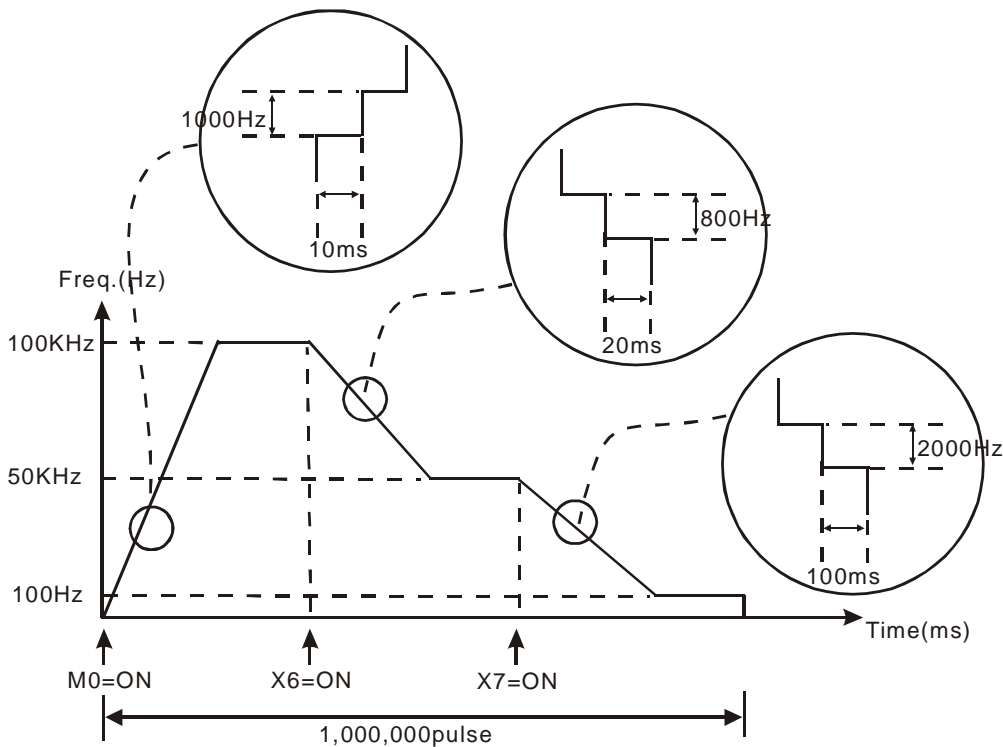 1000Hz
10ms
800Hz
20ms
Freq.(Hz)
100KHz
2000Hz
50KHz
100ms
100Hz
Time(ms)
M0=ON
X6=ON
X7=ON
1,000,000pulse